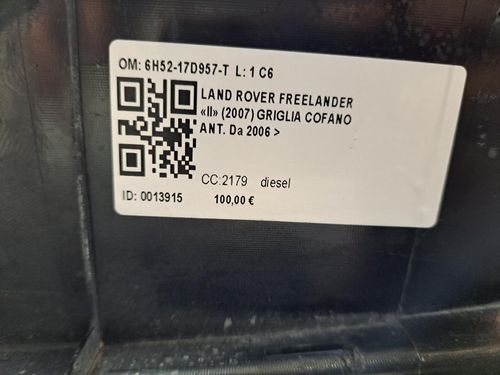 OM: 6H52-17D957-T L: 1 C6
LAND ROVER FREELANDER
«II» (2007) GRIGLIA COFANO
ANT. Da 2006 >
CC:2179 diesel
ID: 0013915 100,00 €